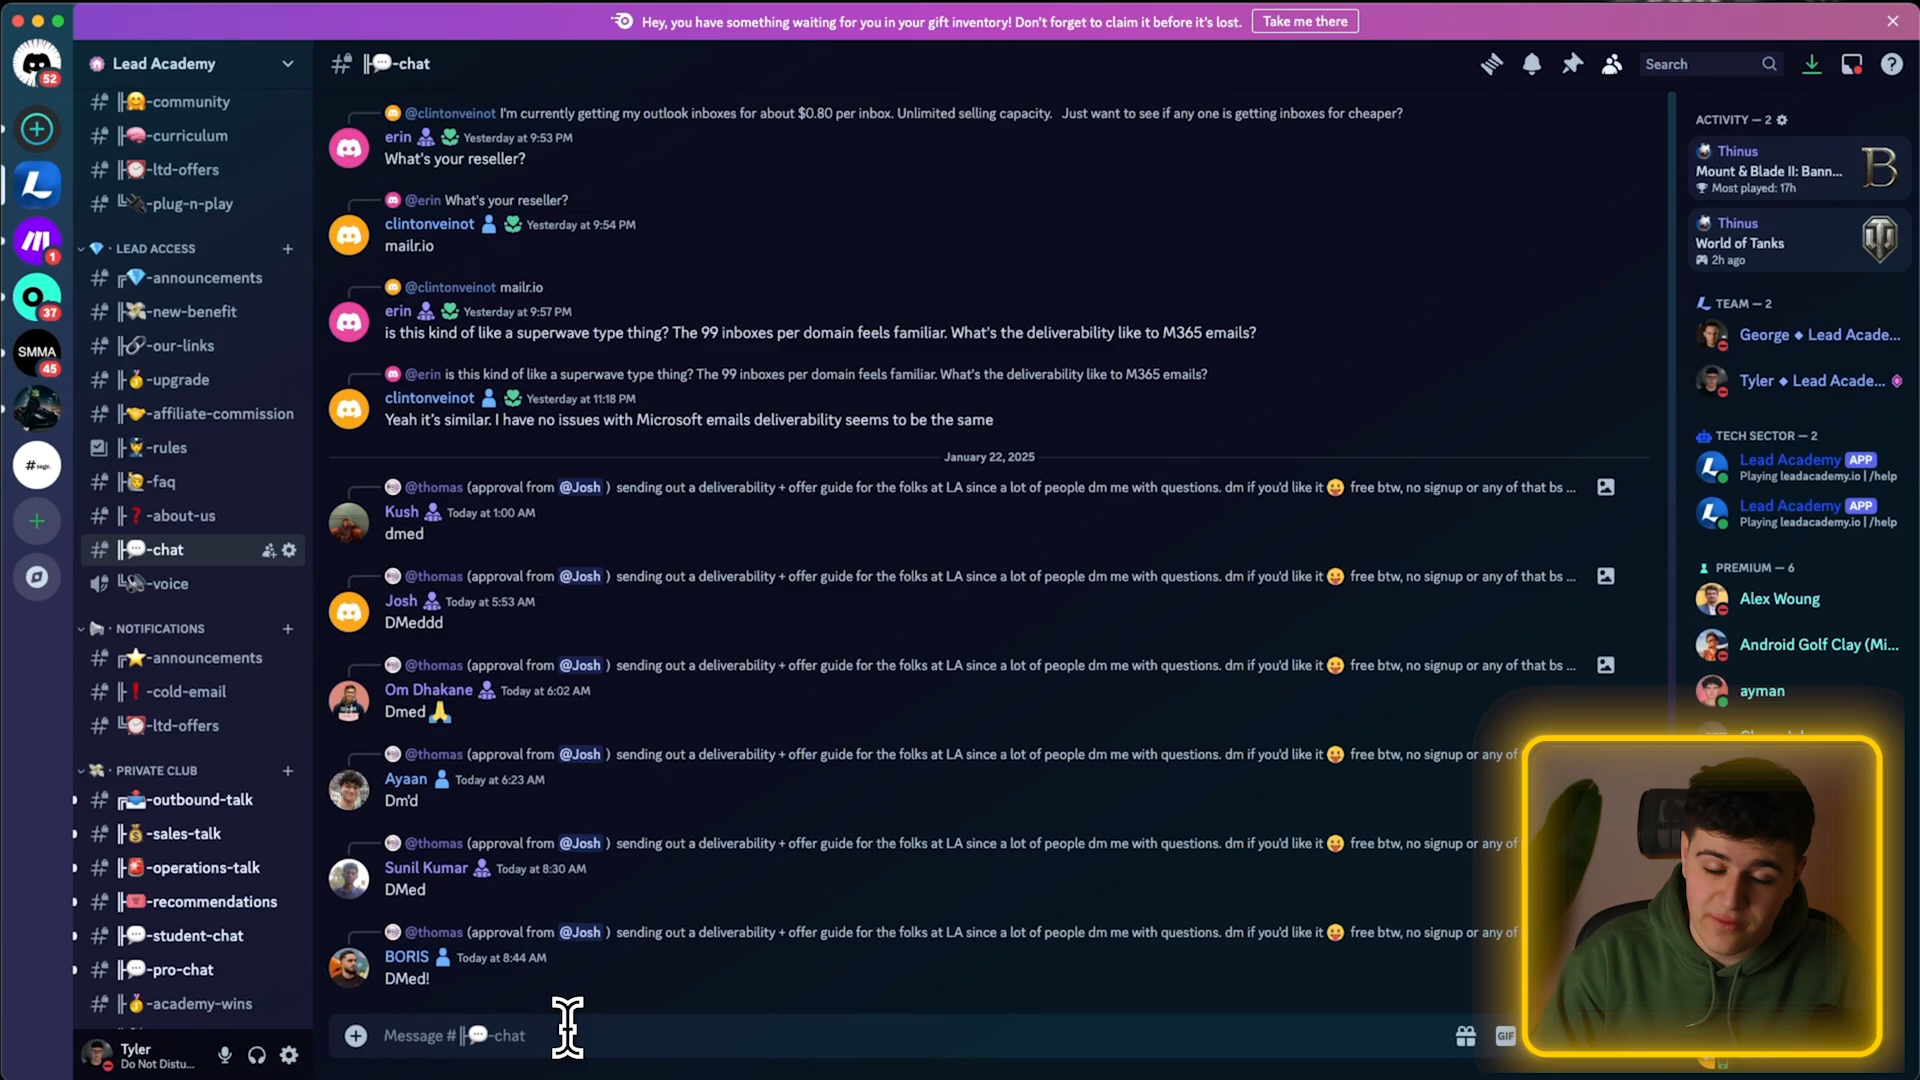 Hey, you have something waiting for you in your gift inventory! Don't forget to claim it before it's lost.
Take me there
52
1
37
SMMA
45
Lead Academy
-community
-curriculum
-ltd-offers
-plug-n-play
LEAD ACCESS
-announcements
-new-benefit
-our-links
-upgrade
-affiliate-commission
-rules
-faq
-about-us
-chat
-voice
NOTIFICATIONS
-announcements
-cold-email
-ltd-offers
PRIVATE CLUB
-outbound-talk
-sales-talk
-operations-talk
-recommendations
-student-chat
-pro-chat
-academy-wins
Tyler
Do Not Distu...
-chat
Search
@clintonveinot I'm currently getting my outlook inboxes for about $0.80 per inbox. Unlimited selling capacity. Just want to see if any one is getting inboxes for cheaper?
erin Yesterday at 9:53 PM
What's your reseller?
@erin What's your reseller?
clintonveinot Yesterday at 9:54 PM
mailr.io
@clintonveinot mailr.io
erin Yesterday at 9:57 PM
is this kind of like a superwave type thing? The 99 inboxes per domain feels familiar. What's the deliverability like to M365 emails?
@erin is this kind of like a superwave type thing? The 99 inboxes per domain feels familiar. What's the deliverability like to M365 emails?
clintonveinot Yesterday at 11:18 PM
Yeah it's similar. I have no issues with Microsoft emails deliverability seems to be the same
January 22, 2025
@thomas (approval from @Josh ) sending out a deliverability + offer guide for the folks at LA since a lot of people dm me with questions. dm if you'd like it 😛 free btw, no signup or any of that bs ...
Kush Today at 1:00 AM
dmed
@thomas (approval from @Josh ) sending out a deliverability + offer guide for the folks at LA since a lot of people dm me with questions. dm if you'd like it 😛 free btw, no signup or any of that bs ...
Josh Today at 5:53 AM
DMeddd
@thomas (approval from @Josh ) sending out a deliverability + offer guide for the folks at LA since a lot of people dm me with questions. dm if you'd like it 😛 free btw, no signup or any of that bs ...
Om Dhakane Today at 6:02 AM
Dmed 🙏
@thomas (approval from @Josh ) sending out a deliverability + offer guide for the folks at LA since a lot of people dm me with questions. dm if you'd like it 😛 free btw, no signup or any of
Ayaan Today at 6:23 AM
Dm'd
@thomas (approval from @Josh ) sending out a deliverability + offer guide for the folks at LA since a lot of people dm me with questions. dm if you'd like it 😛 free btw, no signup or any of
Sunil Kumar Today at 8:30 AM
DMed
@thomas (approval from @Josh ) sending out a deliverability + offer guide for the folks at LA since a lot of people dm me with questions. dm if you'd like it 😛 free btw, no signup or any of
BORIS Today at 8:44 AM
DMed!
Message # -chat
GIF
ACTIVITY — 2
Thinus
Mount & Blade II: Bann...
Most played: 17h
Thinus
World of Tanks
2h ago
TEAM — 2
George ◆ Lead Acade...
Tyler ◆ Lead Acade...
TECH SECTOR — 2
Lead Academy APP
Playing leadacademy.io | /help
Lead Academy APP
Playing leadacademy.io | /help
PREMIUM — 6
Alex Woung
Android Golf Clay (Mi...
ayman